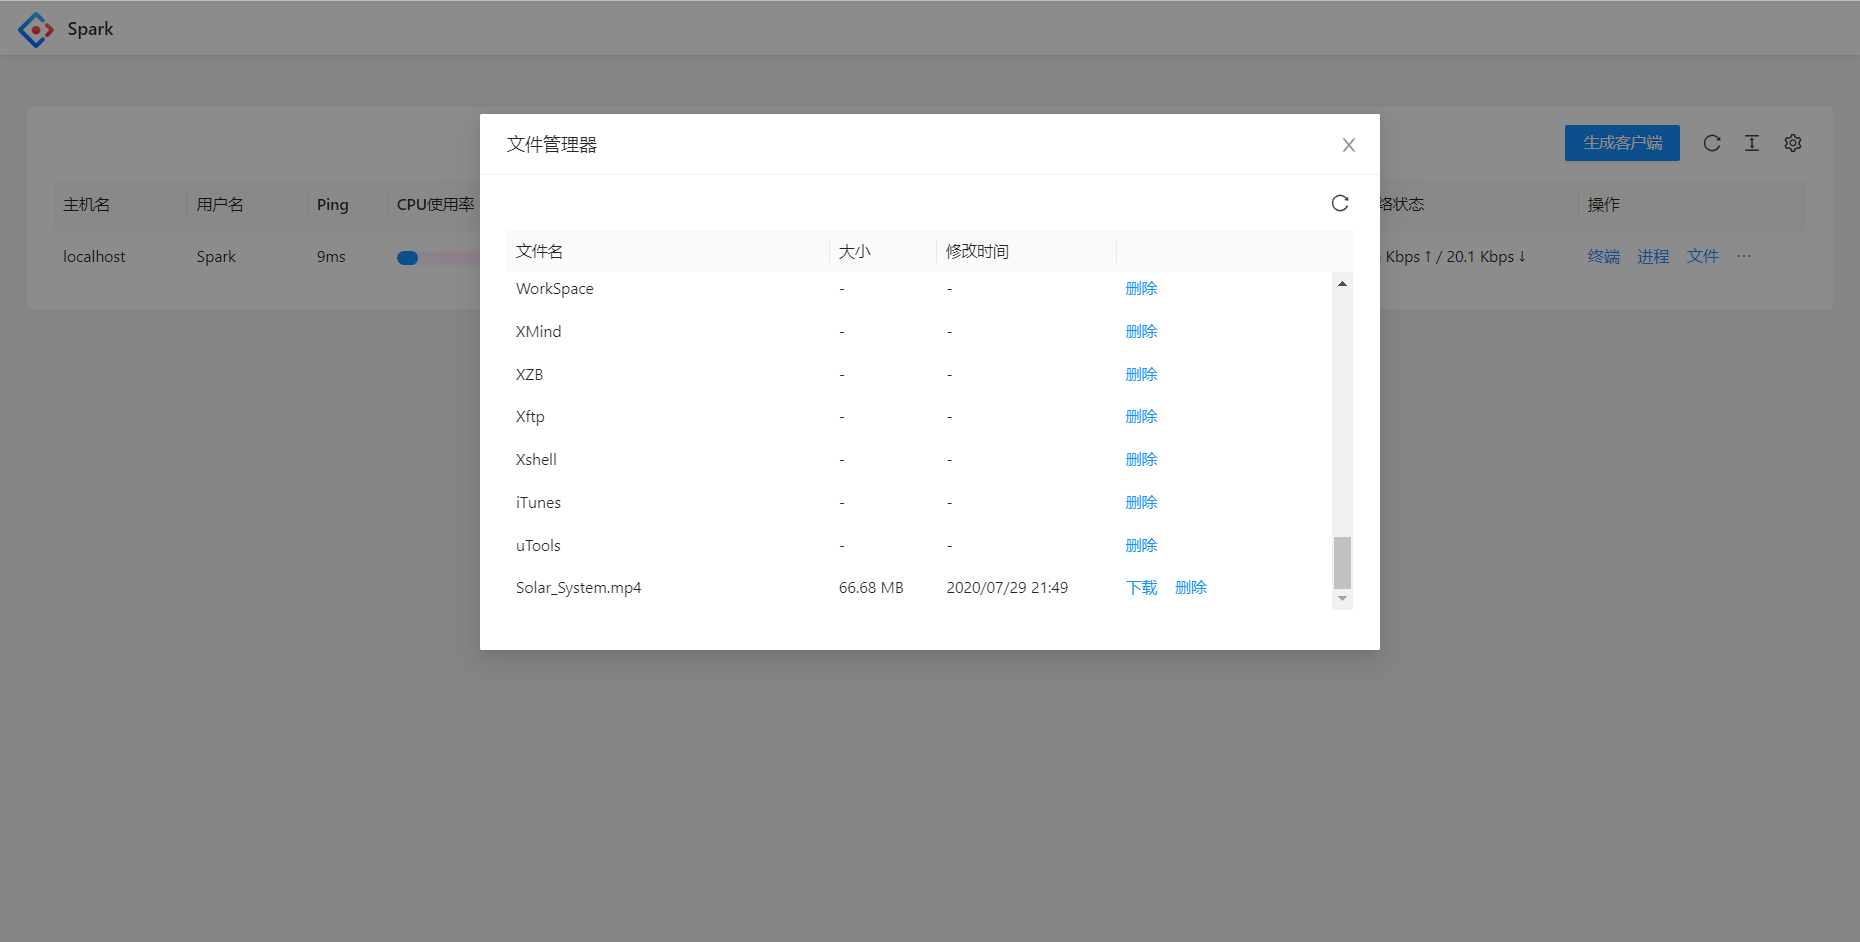 Spark
生成客户端
主机名 用户名 Ping CPU使用率 络状态 操作
localhost Spark 9ms Kbps↑ / 20.1 Kbps↓ 终端 进程 文件 ···
文件管理器
文件名 大小 修改时间
WorkSpace - - 删除
XMind - - 删除
XZB - - 删除
Xftp - - 删除
Xshell - - 删除
iTunes - - 删除
uTools - - 删除
Solar_System.mp4 66.68 MB 2020/07/29 21:49 下载 删除